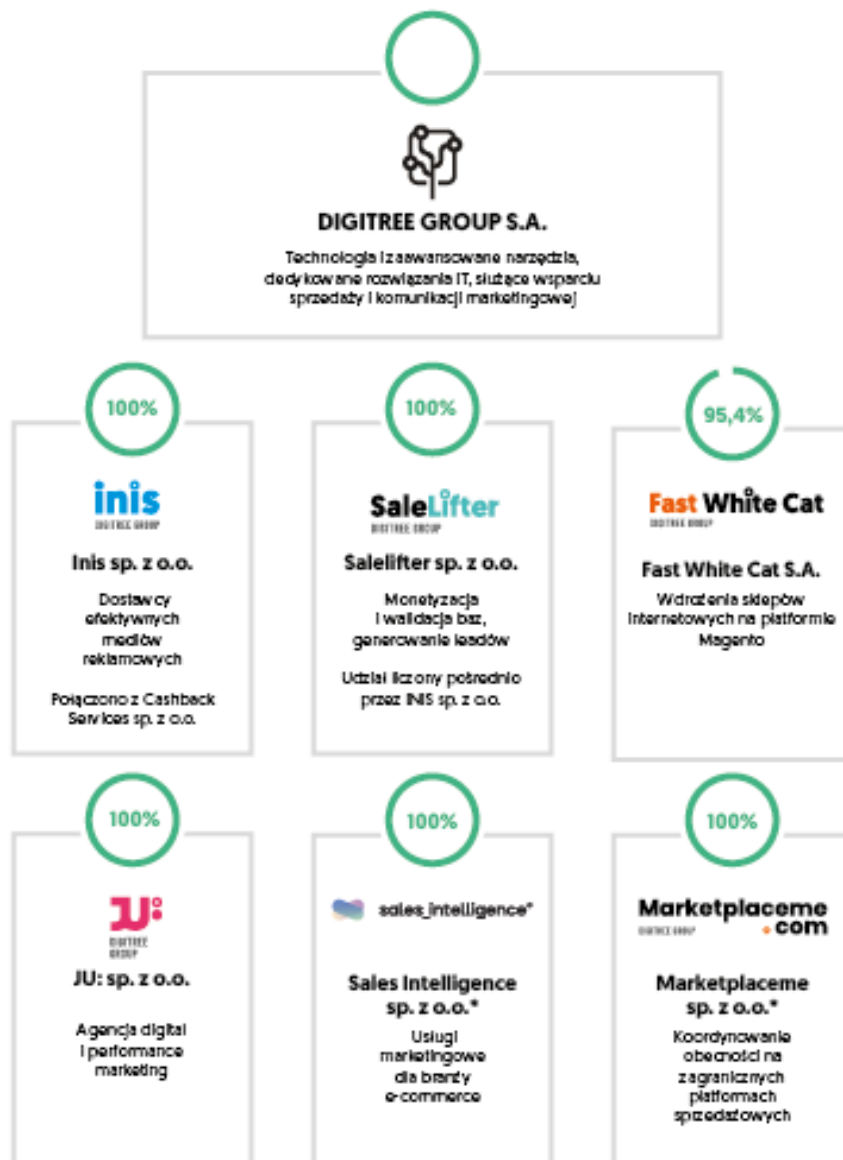 DIGITREE GROUP S.A.
Technologia i zaawansowane narzędzia,
dedykowane rozwiązania IT, służące wsparciu
sprzedaży i komunikacji marketingowej
100%
inis
DIGITREE GROUP
Inis sp. z o.o.
Dostawcy
efektywnych
mediów
reklamowych
Połączono z Cashback
Services sp. z o.o.
100%
SaleLifter
DIGITREE GROUP
Salelifter sp. z o.o.
Monetyzacja
i walidacja baz,
generowanie leadów
Udział liczony pośrednio
przez INIS sp. z o.o.
95,4%
Fast White Cat
DIGITREE GROUP
Fast White Cat S.A.
Wdrożenia sklepów
internetowych na platformie
Magento
100%
JU:
DIGITREE
GROUP
JU: sp. z o.o.
Agencja digital
i performance
marketing
100%
sales_intelligence*
Sales Intelligence
sp. z o.o.*
Usługi
marketingowe
dla branży
e-commerce
100%
Marketplaceme
DIGITREE GROUP
.com
Marketplaceme
sp. z o.o.*
Koordynowanie
obecności na
zagranicznych
platformach
sprzedażowych